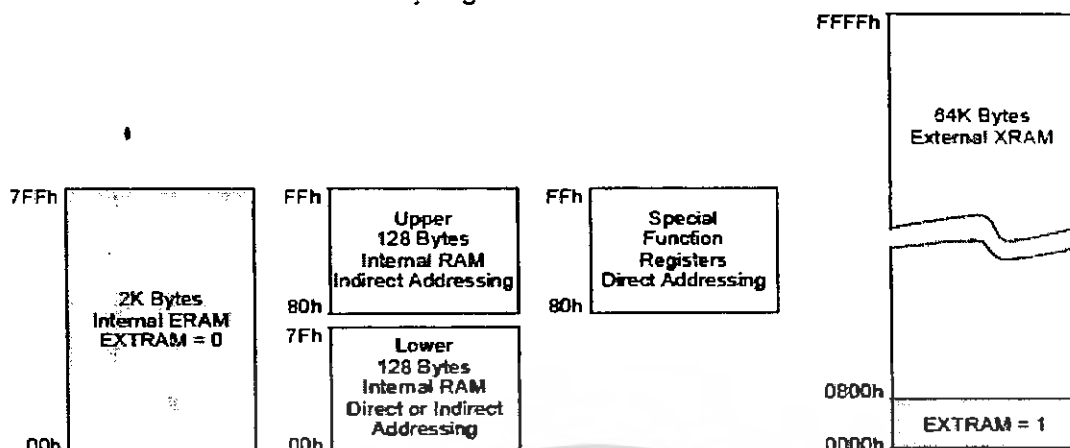 FFFFh
64K Bytes
External XRAM
7FFh
2K Bytes
Internal ERAM
EXTRAM = 0
00h
FFh
Upper
128 Bytes
Internal RAM
Indirect Addressing
80h
7Fh
Lower
128 Bytes
Internal RAM
Direct or Indirect
Addressing
00h
FFh
Special
Function
Registers
Direct Addressing
80h
0800h
EXTRAM = 1
0000h